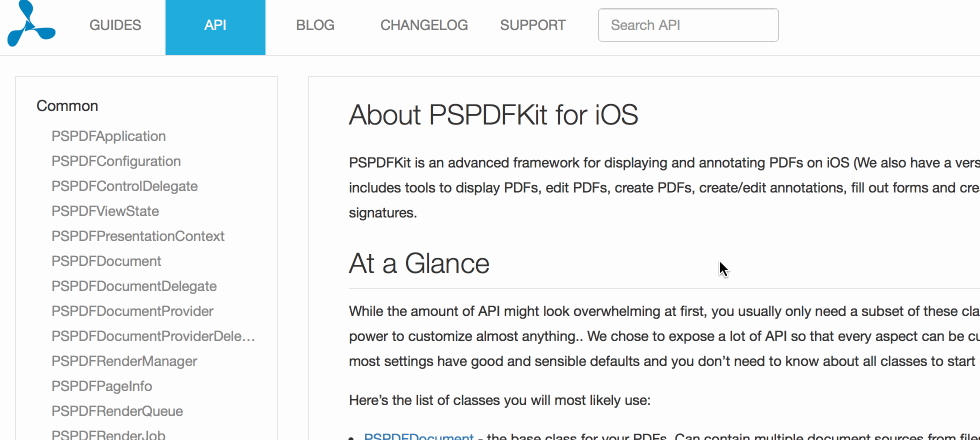 GUIDES API BLOG CHANGELOG SUPPORT Search API
Common
PSPDFApplication
PSPDFConfiguration
PSPDFControlDelegate
PSPDFViewState
PSPDFPresentationContext
PSPDFDocument
PSPDFDocumentDelegate
PSPDFDocumentProvider
PSPDFDocumentProviderDele...
PSPDFRenderManager
PSPDFPageInfo
PSPDFRenderQueue
PSPDFRenderJob
About PSPDFKit for iOS
PSPDFKit is an advanced framework for displaying and annotating PDFs on iOS (We also have a vers
includes tools to display PDFs, edit PDFs, create PDFs, create/edit annotations, fill out forms and cre
signatures.
At a Glance
While the amount of API might look overwhelming at first, you usually only need a subset of these cla
power to customize almost anything.. We chose to expose a lot of API so that every aspect can be cu
most settings have good and sensible defaults and you don't need to know about all classes to start
Here's the list of classes you will most likely use:
• PSPDFDocument - the base class for your PDFs. Can contain multiple document sources from file